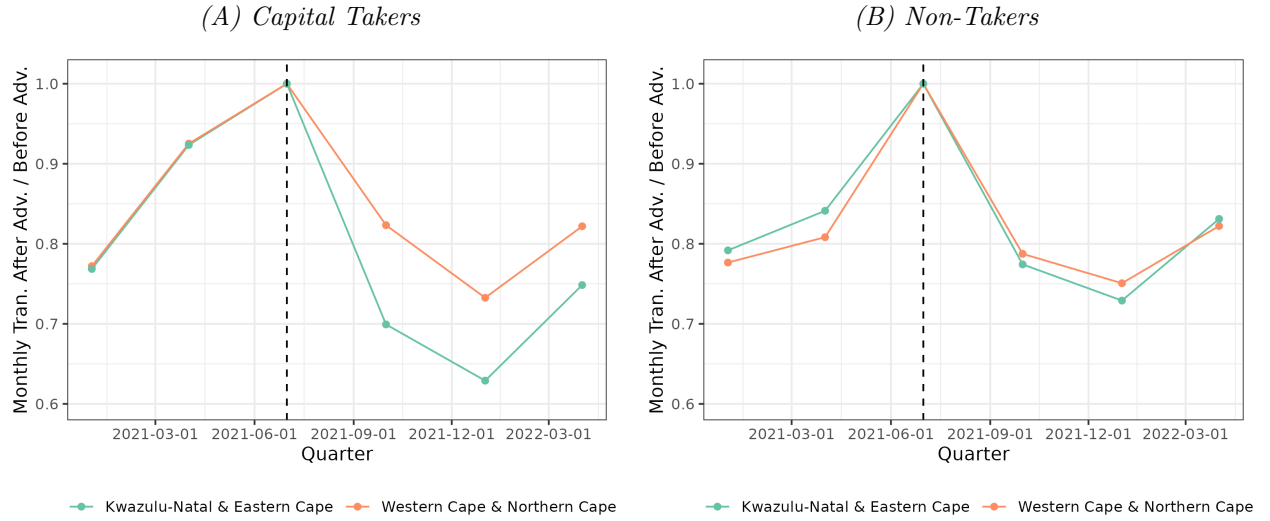 (A) Capital Takers
Monthly Tran. After Adv. / Before Adv.
1.0
0.9
0.8
0.7
0.6
2021-03-01 2021-06-01 2021-09-01 2021-12-01 2022-03-01
Quarter
Kwazulu-Natal & Eastern Cape Western Cape & Northern Cape
(B) Non-Takers
Monthly Tran. After Adv. / Before Adv.
1.0
0.9
0.8
0.7
0.6
2021-03-01 2021-06-01 2021-09-01 2021-12-01 2022-03-01
Quarter
Kwazulu-Natal & Eastern Cape Western Cape & Northern Cape